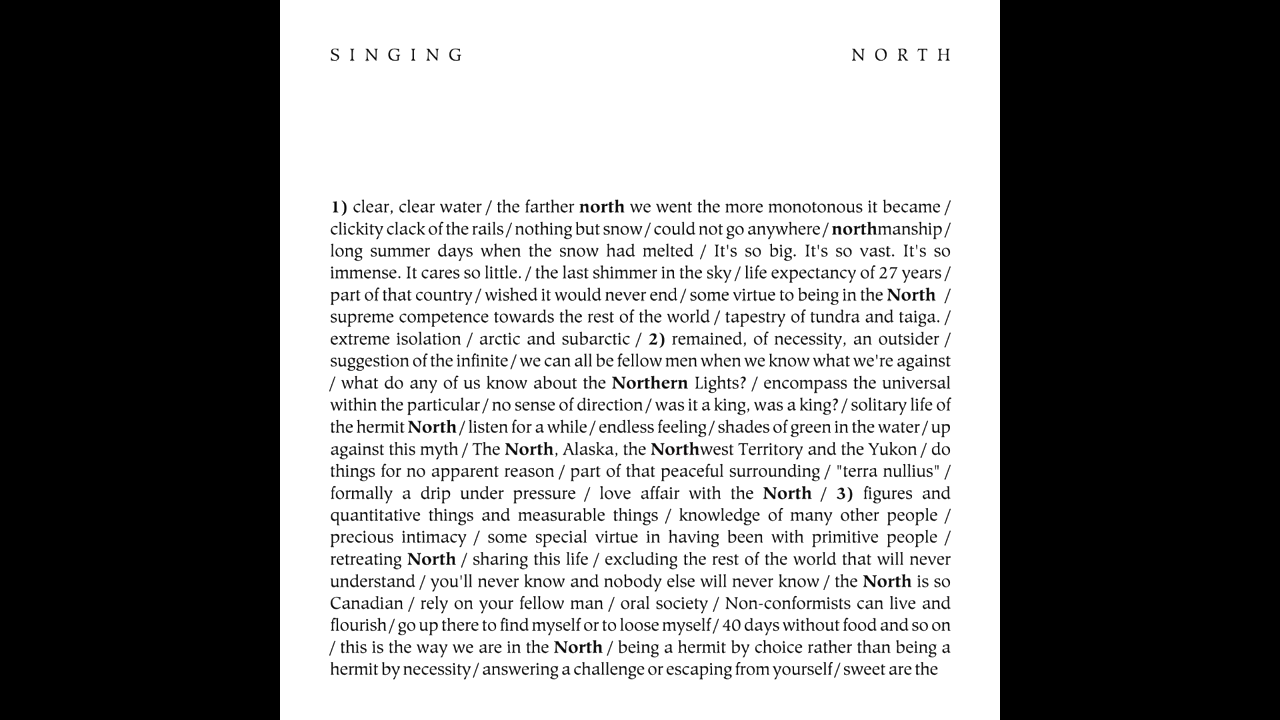 SINGING NORTH
1) clear, clear water / the farther north we went the more monotonous it became /
clickity clack of the rails / nothing but snow / could not go anywhere / northmanship /
long summer days when the snow had melted / It's so big. It's so vast. It's so
immense. It cares so little. / the last shimmer in the sky / life expectancy of 27 years /
part of that country / wished it would never end / some virtue to being in the North /
supreme competence towards the rest of the world / tapestry of tundra and taiga. /
extreme isolation / arctic and subarctic / 2) remained, of necessity, an outsider /
suggestion of the infinite / we can all be fellow men when we know what we're against
/ what do any of us know about the Northern Lights? / encompass the universal
within the particular / no sense of direction / was it a king, was a king? / solitary life of
the hermit North / listen for a while / endless feeling / shades of green in the water / up
against this myth / The North, Alaska, the Northwest Territory and the Yukon / do
things for no apparent reason / part of that peaceful surrounding / "terra nullius" /
formally a drip under pressure / love affair with the North / 3) figures and
quantitative things and measurable things / knowledge of many other people /
precious intimacy / some special virtue in having been with primitive people /
retreating North / sharing this life / excluding the rest of the world that will never
understand / you'll never know and nobody else will never know / the North is so
Canadian / rely on your fellow man / oral society / Non-conformists can live and
flourish / go up there to find myself or to loose myself / 40 days without food and so on
/ this is the way we are in the North / being a hermit by choice rather than being a
hermit by necessity / answering a challenge or escaping from yourself / sweet are the